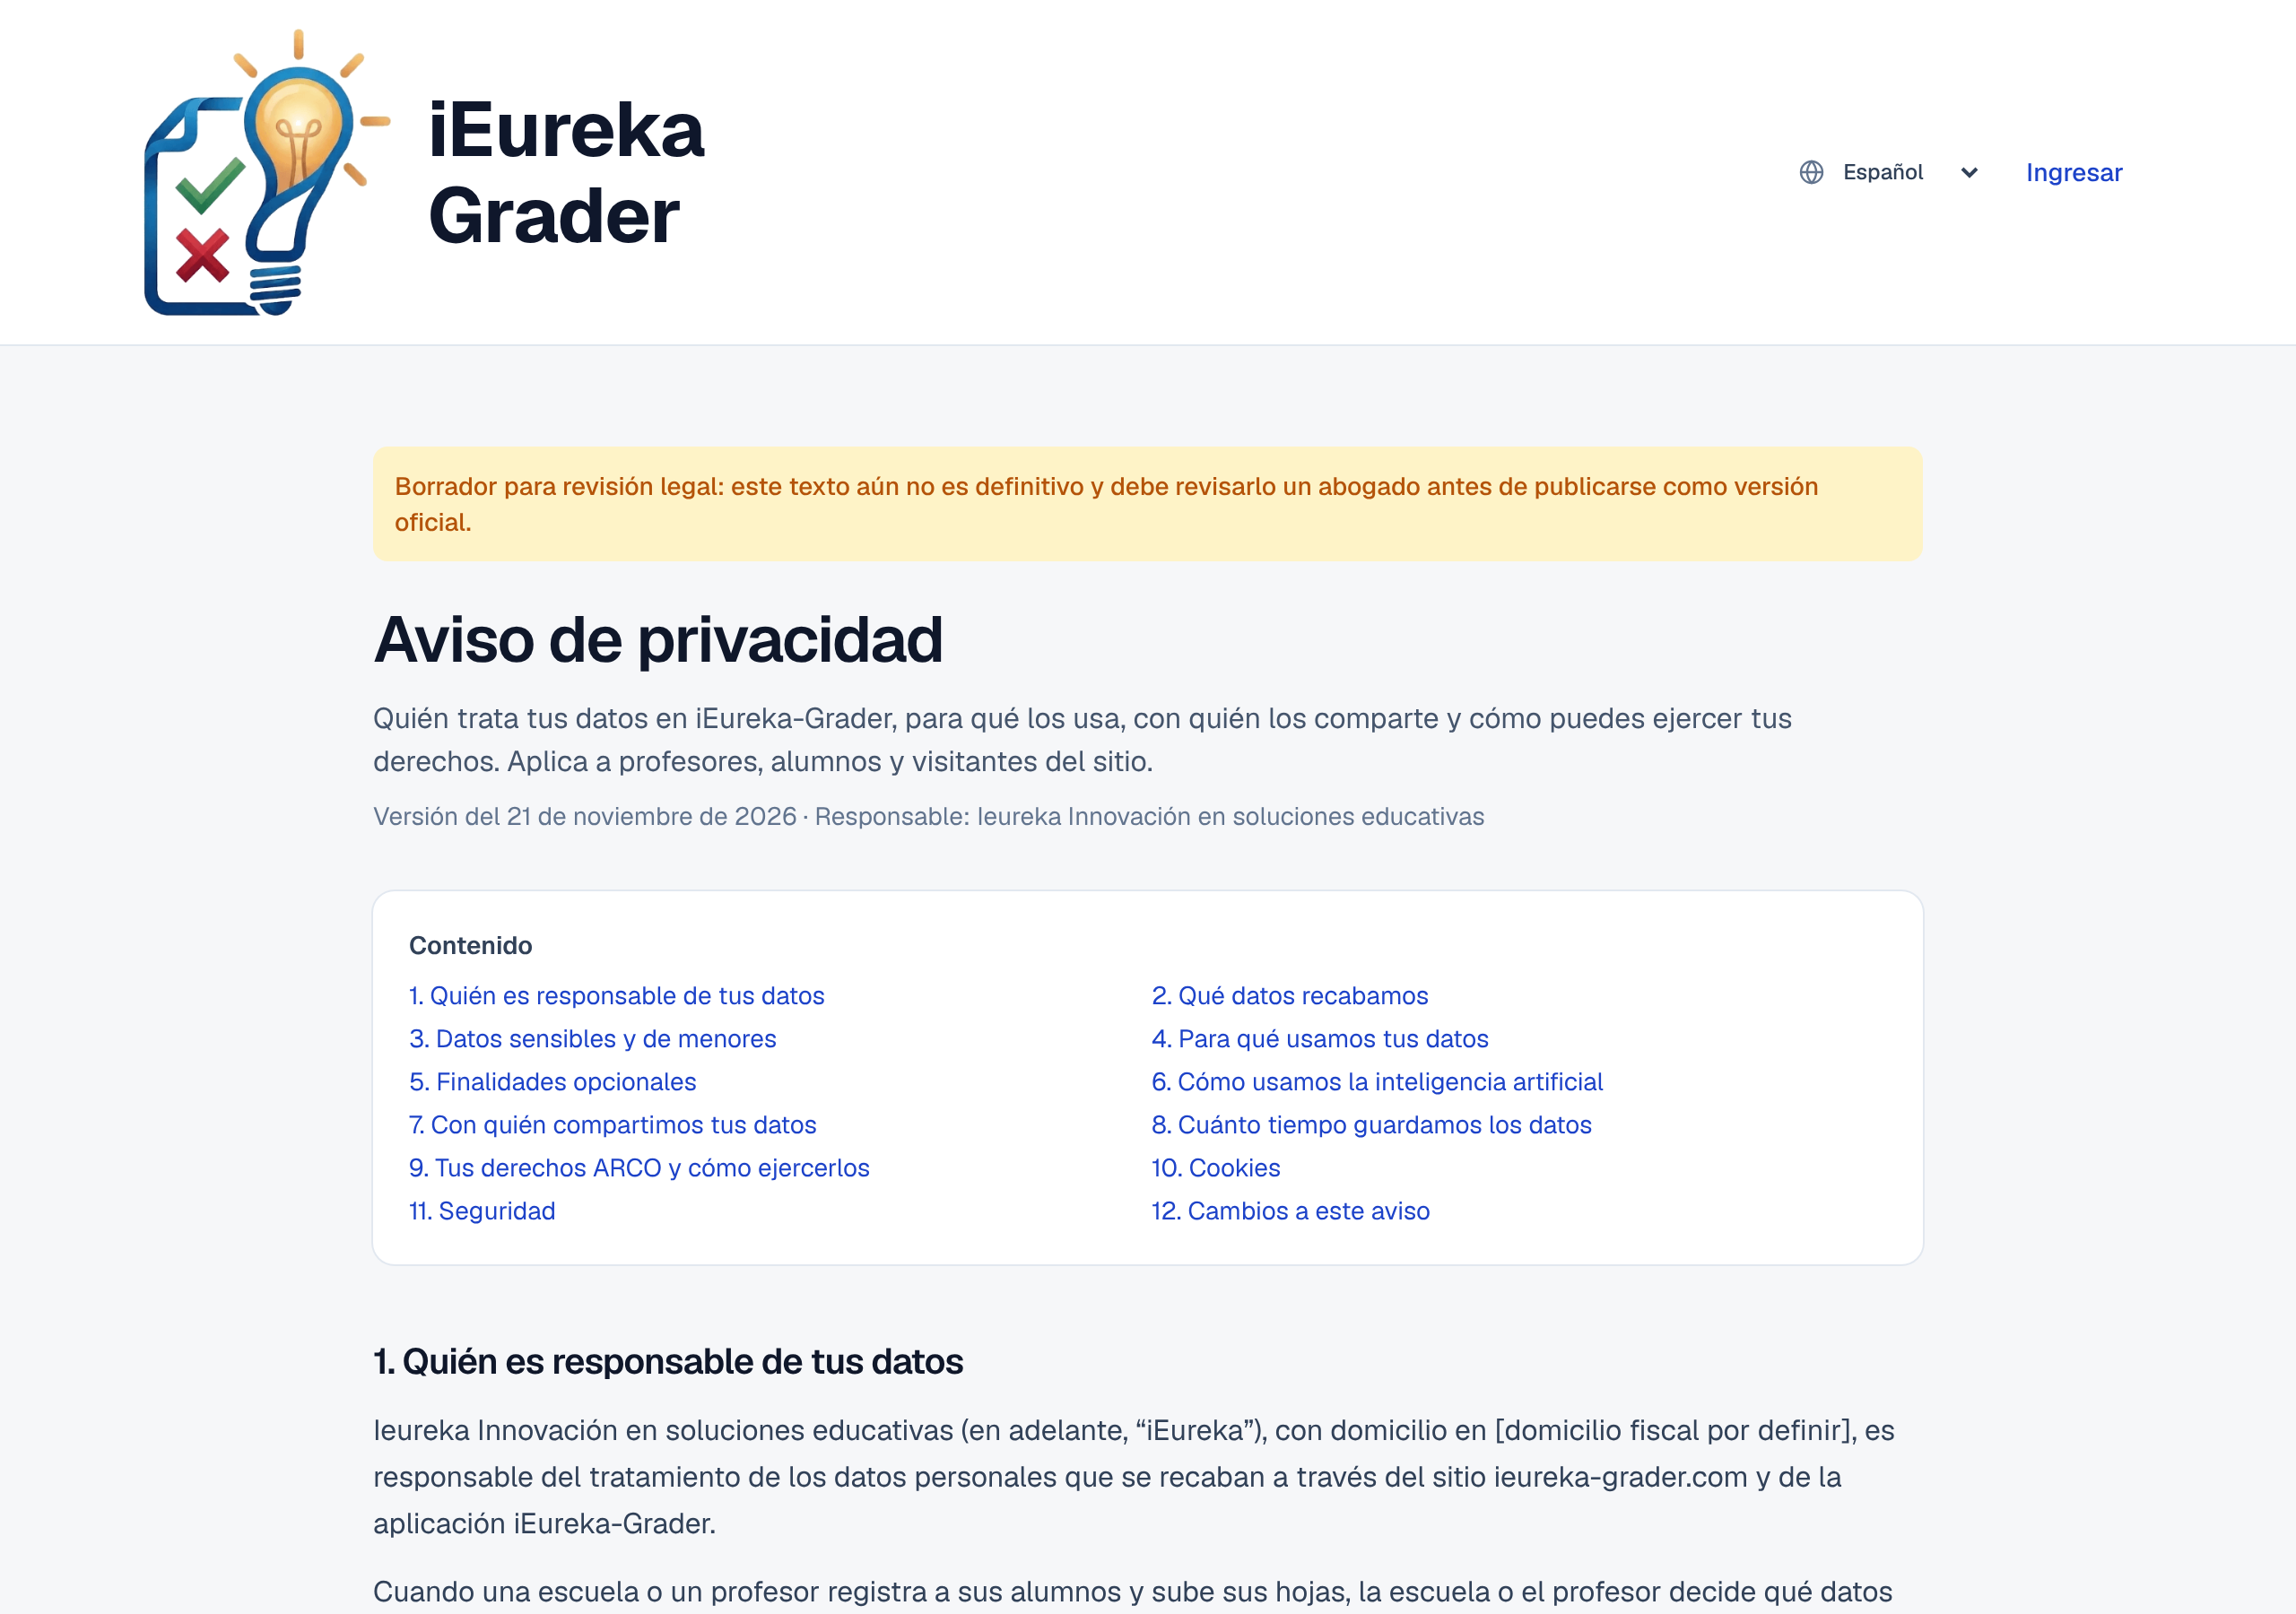 iEureka
Grader
Español
Ingresar
Borrador para revisión legal: este texto aún no es definitivo y debe revisarlo un abogado antes de publicarse como versión
oficial.
Aviso de privacidad
Quién trata tus datos en iEureka-Grader, para qué los usa, con quién los comparte y cómo puedes ejercer tus
derechos. Aplica a profesores, alumnos y visitantes del sitio.
Versión del 21 de noviembre de 2026 · Responsable: Ieureka Innovación en soluciones educativas
Contenido
1. Quién es responsable de tus datos
2. Qué datos recabamos
3. Datos sensibles y de menores
4. Para qué usamos tus datos
5. Finalidades opcionales
6. Cómo usamos la inteligencia artificial
7. Con quién compartimos tus datos
8. Cuánto tiempo guardamos los datos
9. Tus derechos ARCO y cómo ejercerlos
10. Cookies
11. Seguridad
12. Cambios a este aviso
1. Quién es responsable de tus datos
Ieureka Innovación en soluciones educativas (en adelante, “iEureka”), con domicilio en [domicilio fiscal por definir], es
responsable del tratamiento de los datos personales que se recaban a través del sitio ieureka-grader.com y de la
aplicación iEureka-Grader.
Cuando una escuela o un profesor registra a sus alumnos y sube sus hojas, la escuela o el profesor decide qué datos